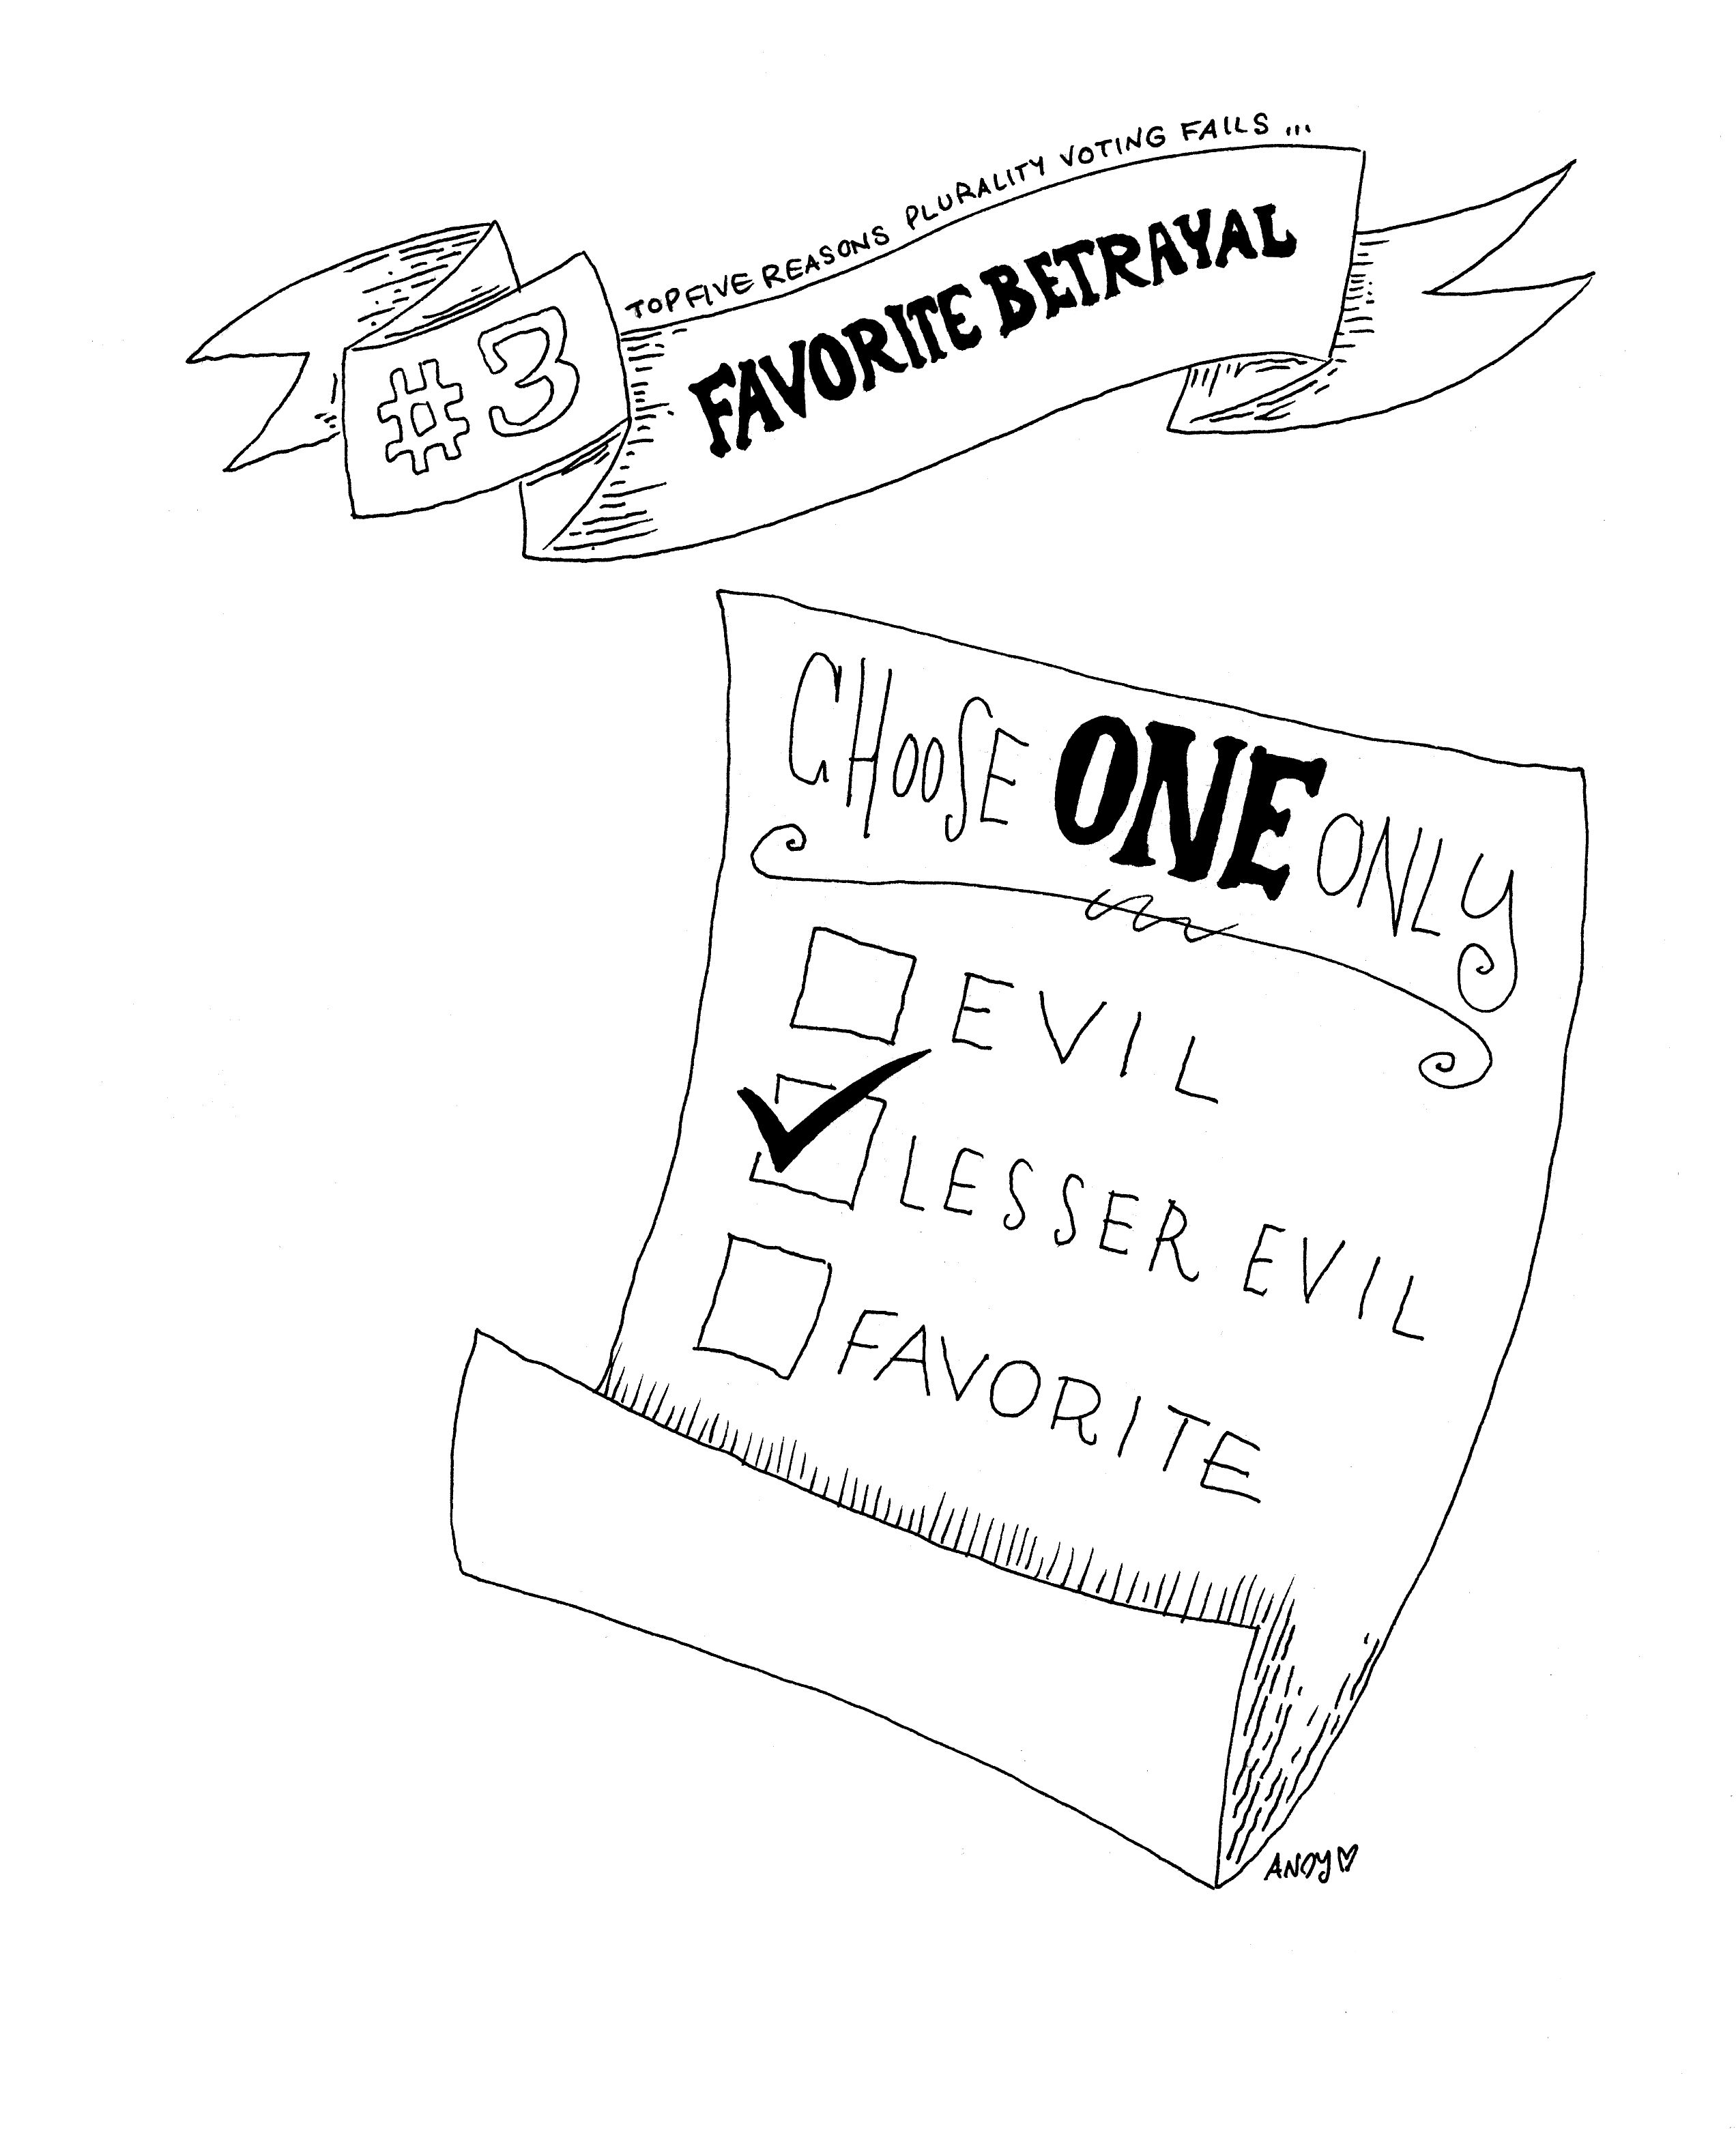 TOP FIVE REASONS PLURALITY VOTING FAILS ...
#3
FAVORITE BETRAYAL
CHOOSE ONE ONLY
EVIL
LESSER EVIL
FAVORITE
ANDY